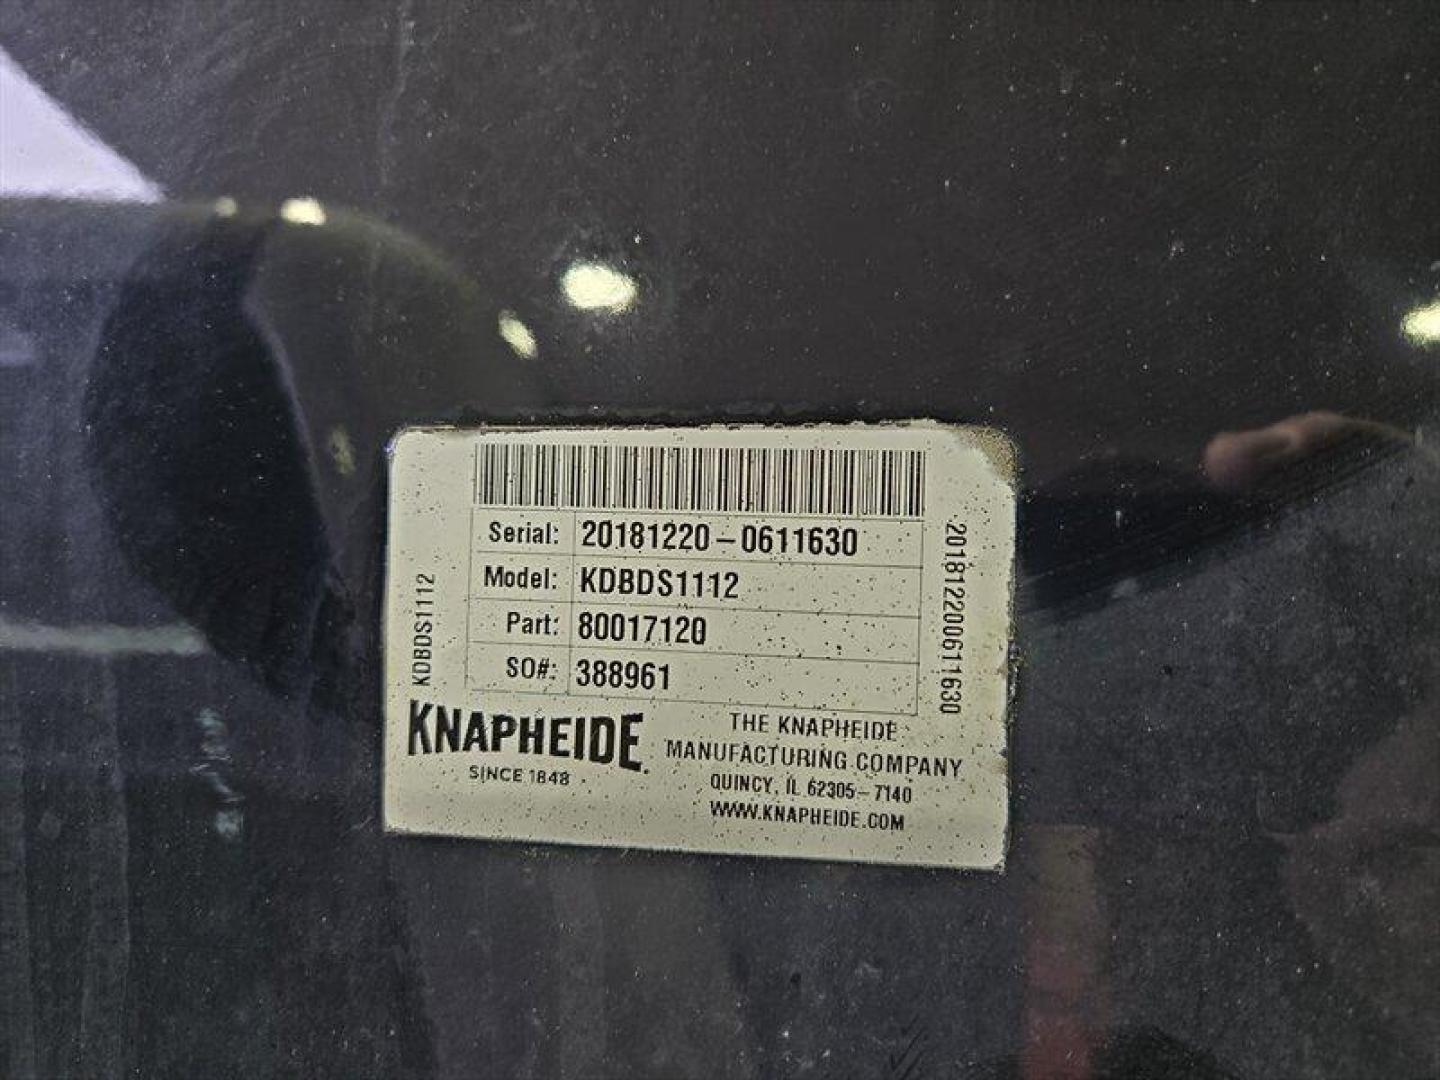 Serial: 20181220-0611630
Model: KDBDS1112
Part: 80017120
SO#: 388961
KDBDS1112
201812200611630
KNAPHEIDE
SINCE 1848
THE KNAPHEIDE
MANUFACTURING COMPANY
QUINCY, IL 62305-7140
WWW.KNAPHEIDE.COM